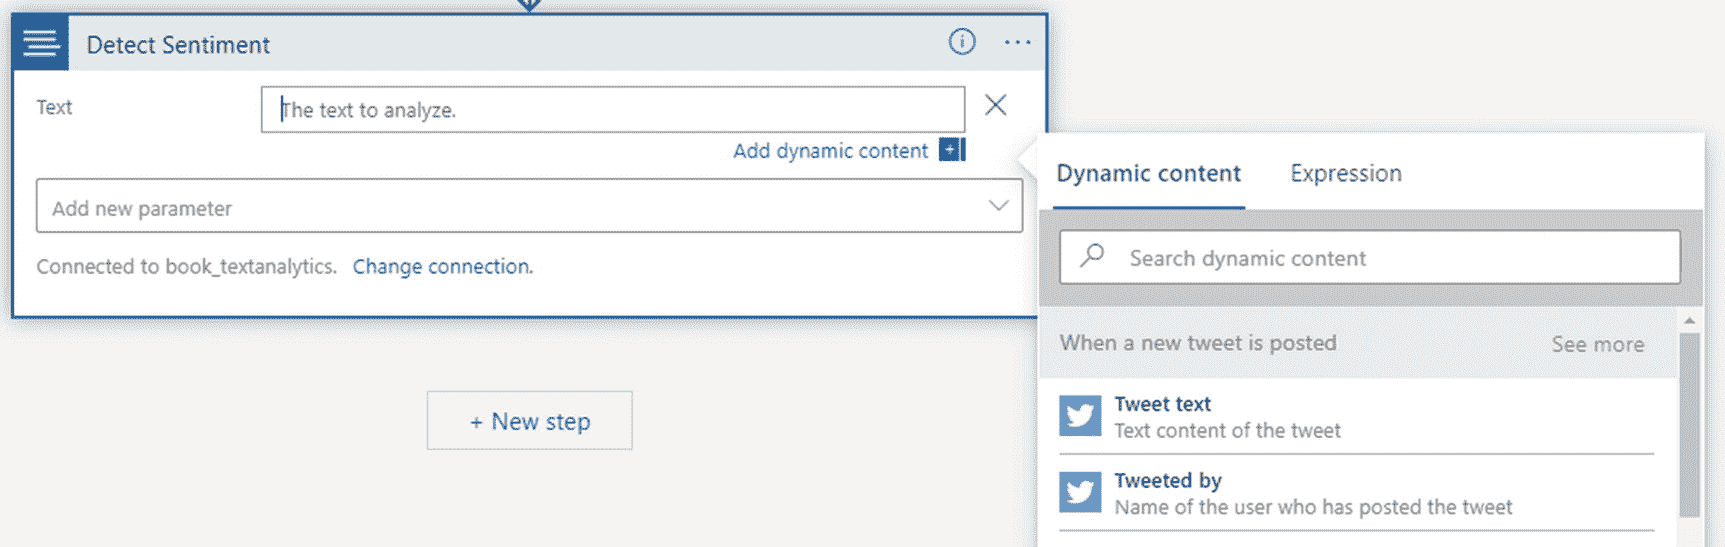 Detect Sentiment
Text
The text to analyze.
Add dynamic content
Add new parameter
Connected to book_textanalytics. Change connection.
+ New step
Dynamic content Expression
Search dynamic content
When a new tweet is posted See more
Tweet text
Text content of the tweet
Tweeted by
Name of the user who has posted the tweet